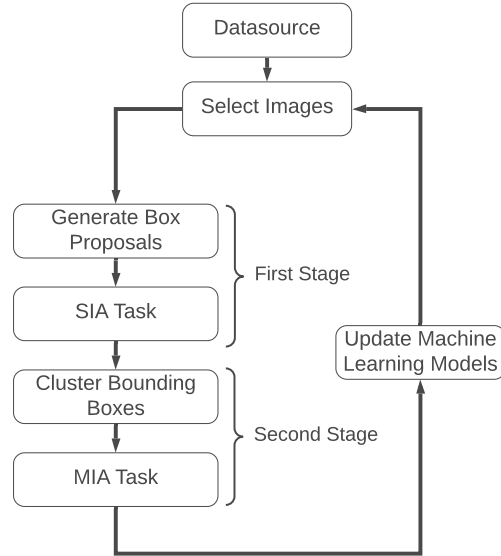 Datasource
Select Images
Generate Box
Proposals
First Stage
SIA Task
Update Machine
Learning Models
Cluster Bounding
Boxes
Second Stage
MIA Task